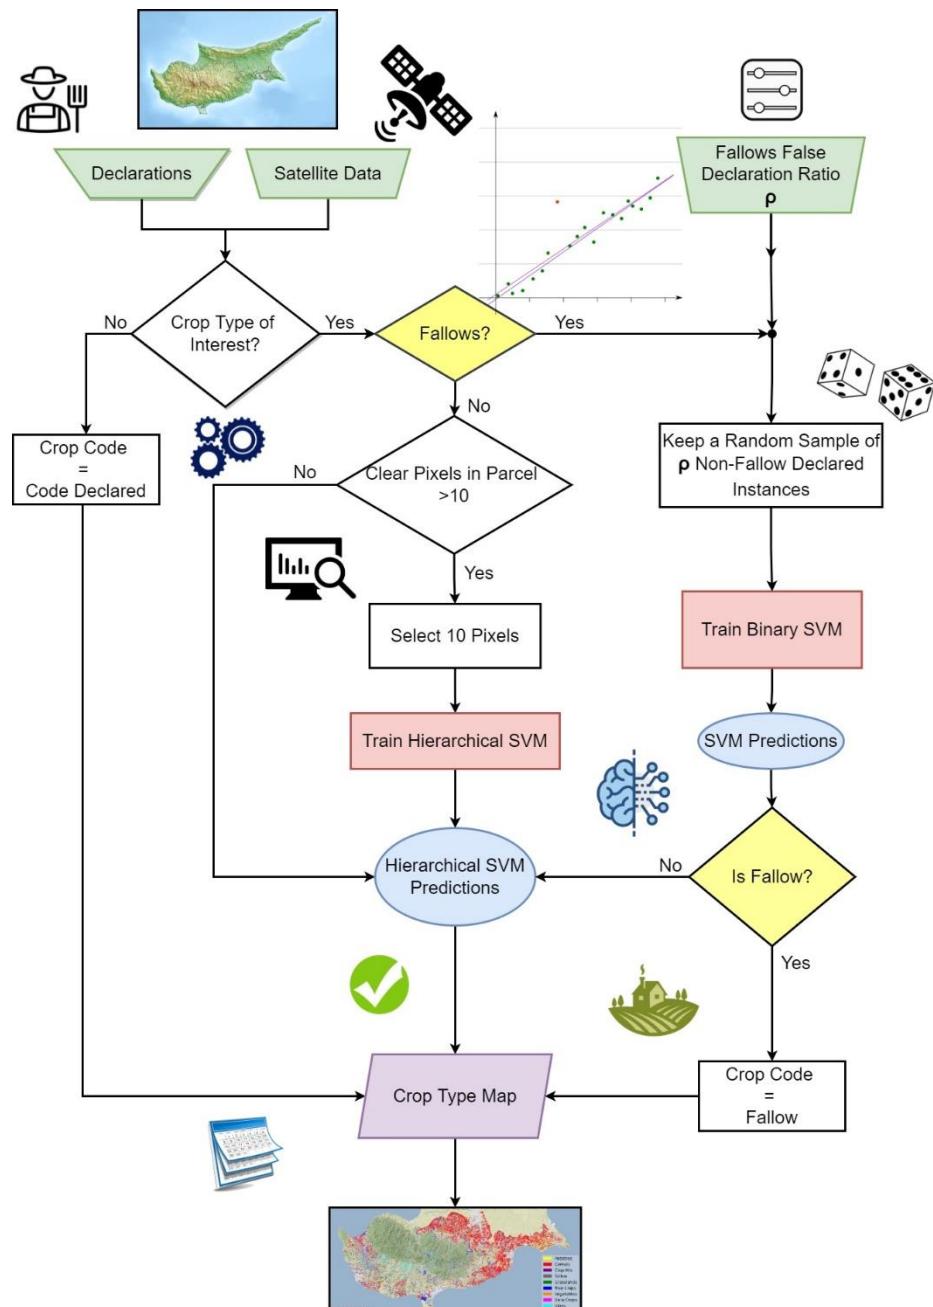 Declarations
Satellite Data
Fallows False
Declaration Ratio
ρ
No
Crop Type of
Interest?
Yes
Fallows?
Yes
No
Crop Code
=
Code Declared
No
Clear Pixels in Parcel
>10
Keep a Random Sample of
ρ Non-Fallow Declared
Instances
Yes
Select 10 Pixels
Train Binary SVM
Train Hierarchical SVM
SVM Predictions
Hierarchical SVM
Predictions
No
Is Fallow?
Yes
Crop Type Map
Crop Code
=
Fallow